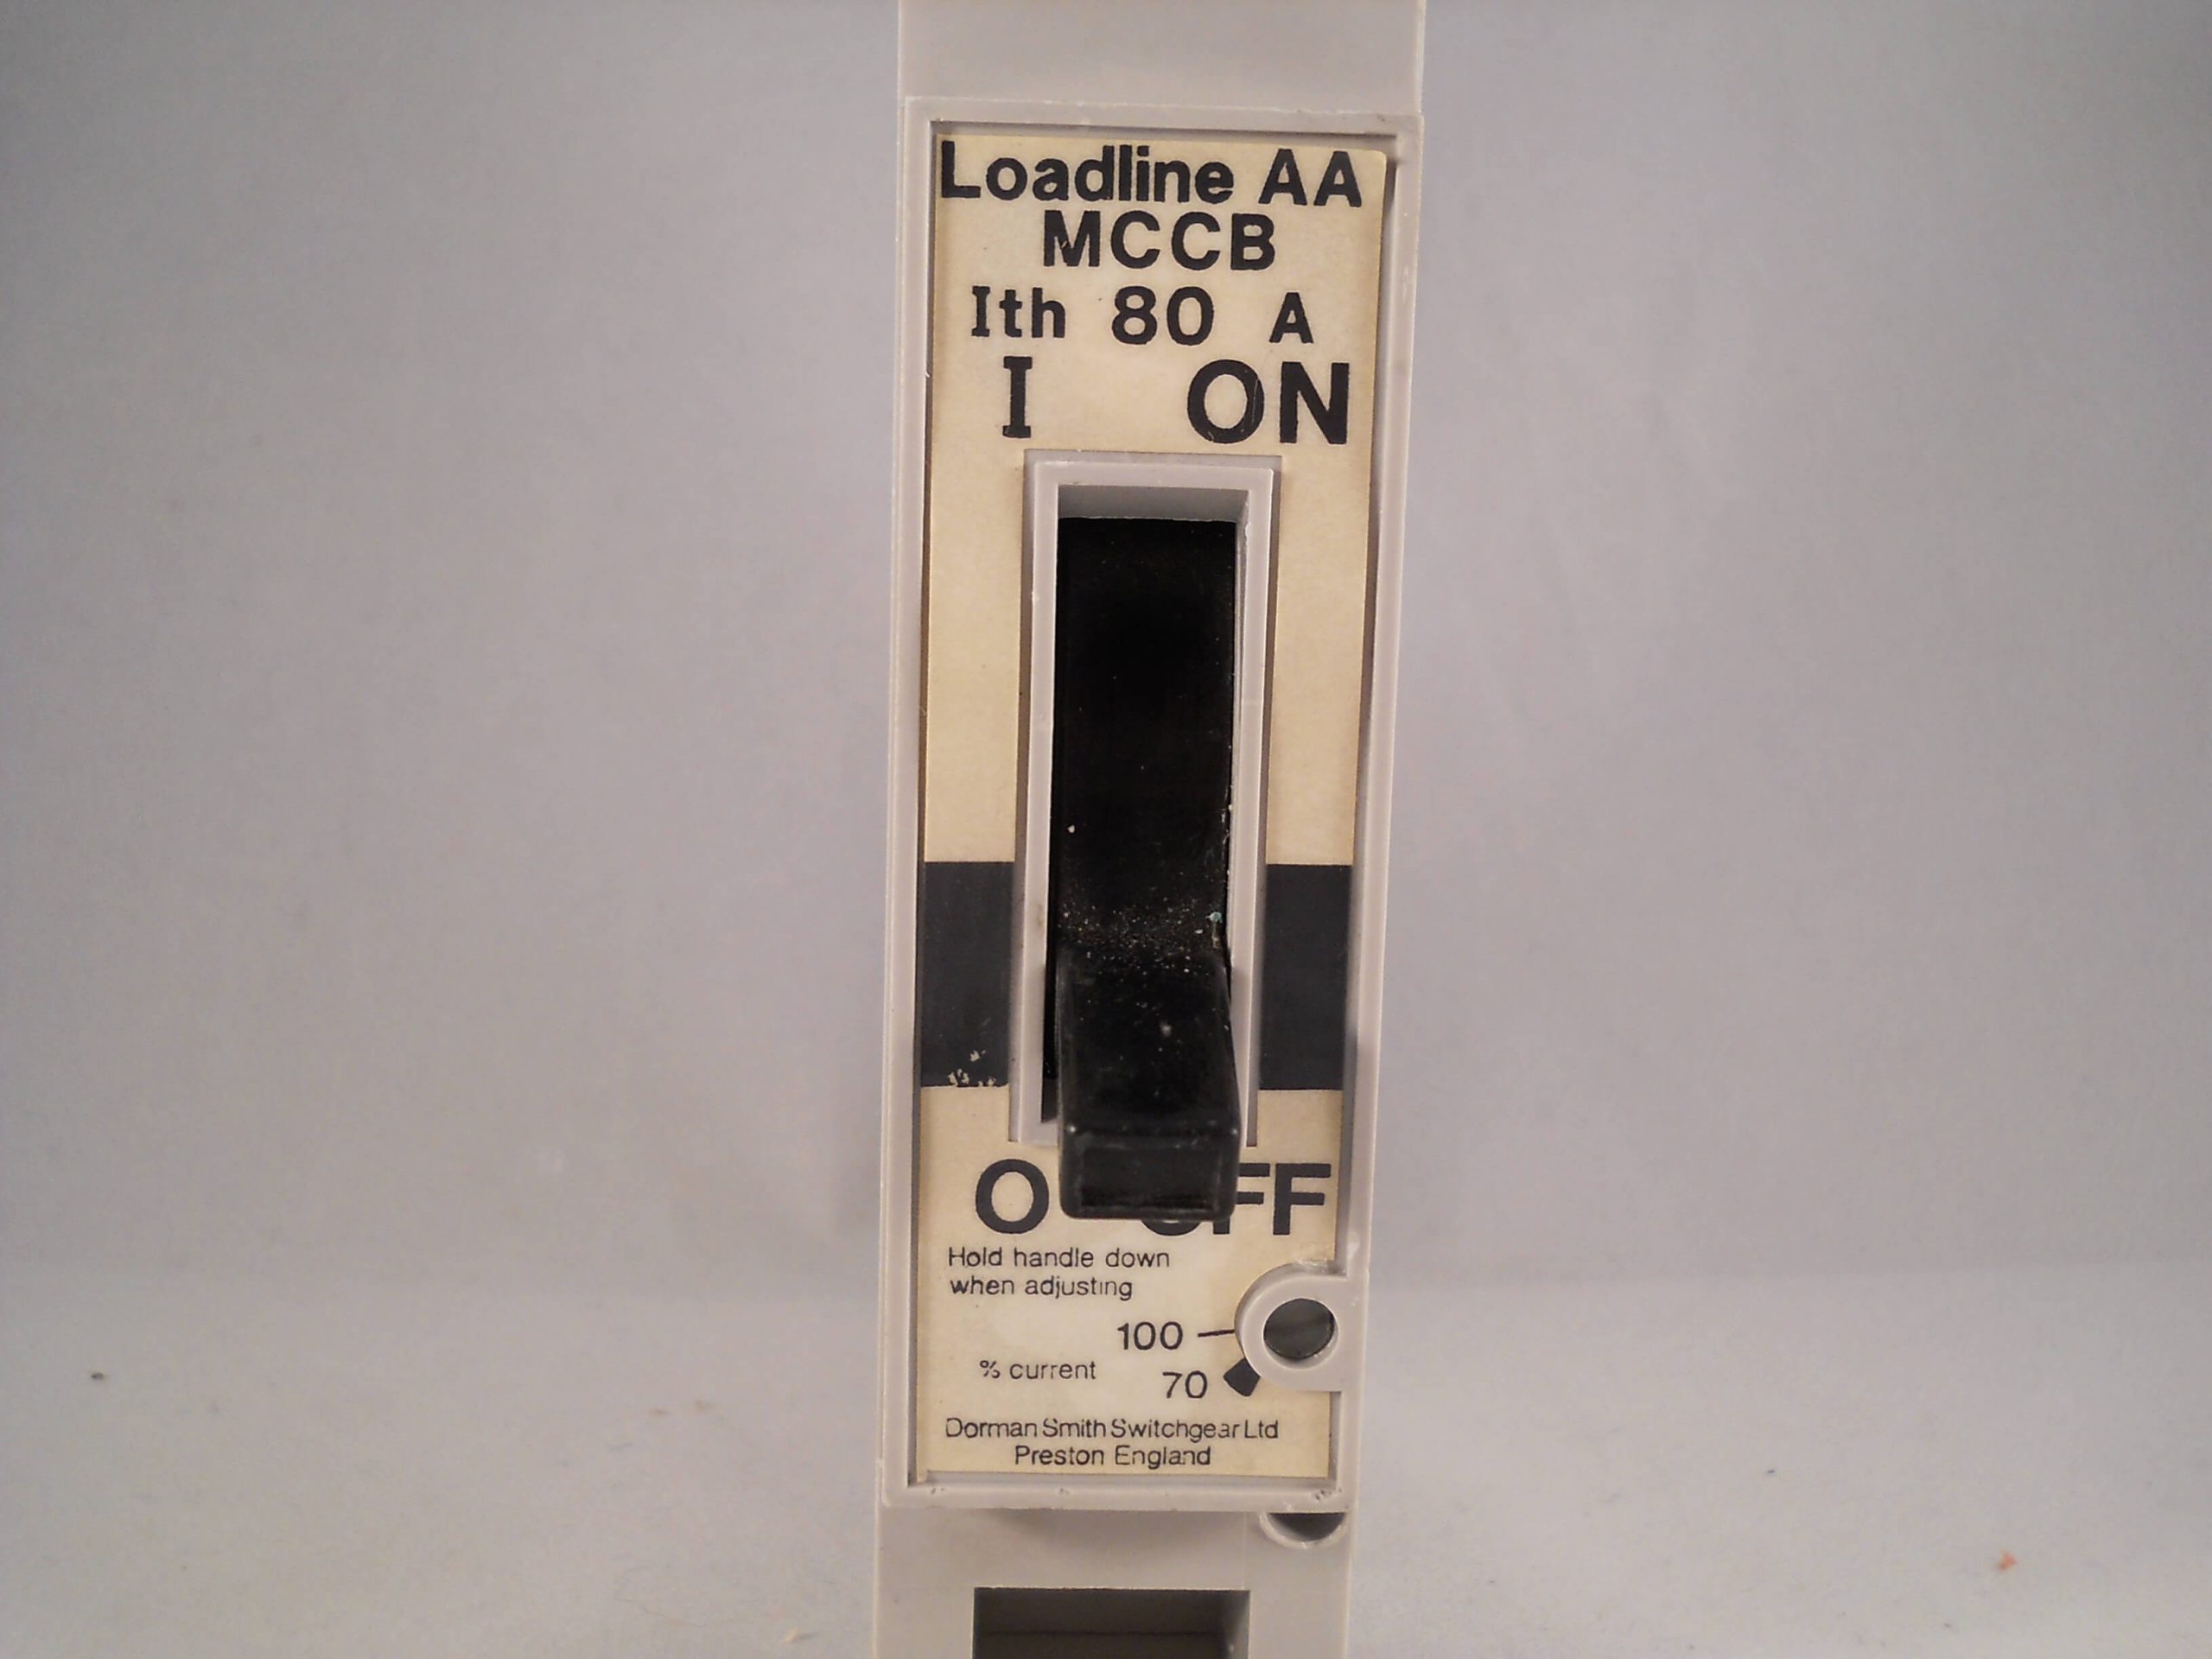 Loadline AA
MCCB
Ith 80 A
I ON
O OFF
Hold handle down
when adjusting
100
% current
70
Dorman Smith Switchgear Ltd
Preston England